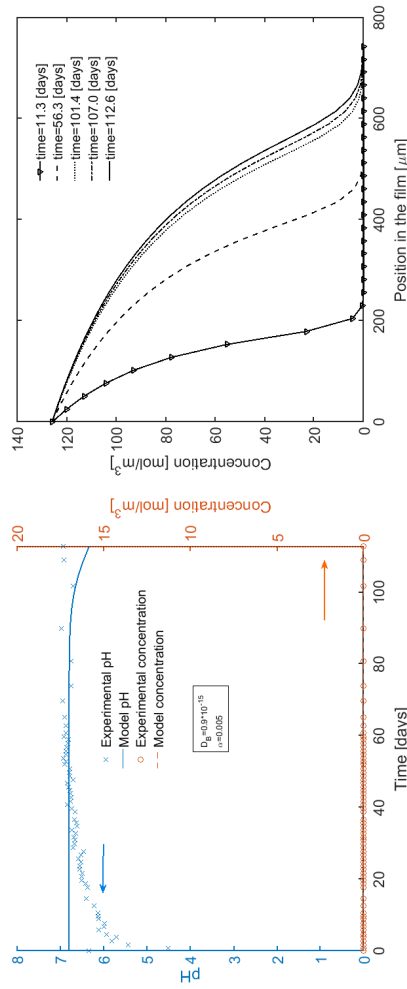 8
7
6
5
4
3
2
1
0
pH
0
20
40
60
80
100
Time [days]
20
15
10
5
0
Concentration [mol/m³]
Experimental pH
Model pH
Experimental concentration
Model concentration
D_B=0.9*10^-15
α=0.005
140
120
100
80
60
40
20
0
Concentration [mol/m³]
0
200
400
600
800
Position in the film [μm]
time=11.3 [days]
time=56.3 [days]
time=101.4 [days]
time=107.0 [days]
time=112.6 [days]